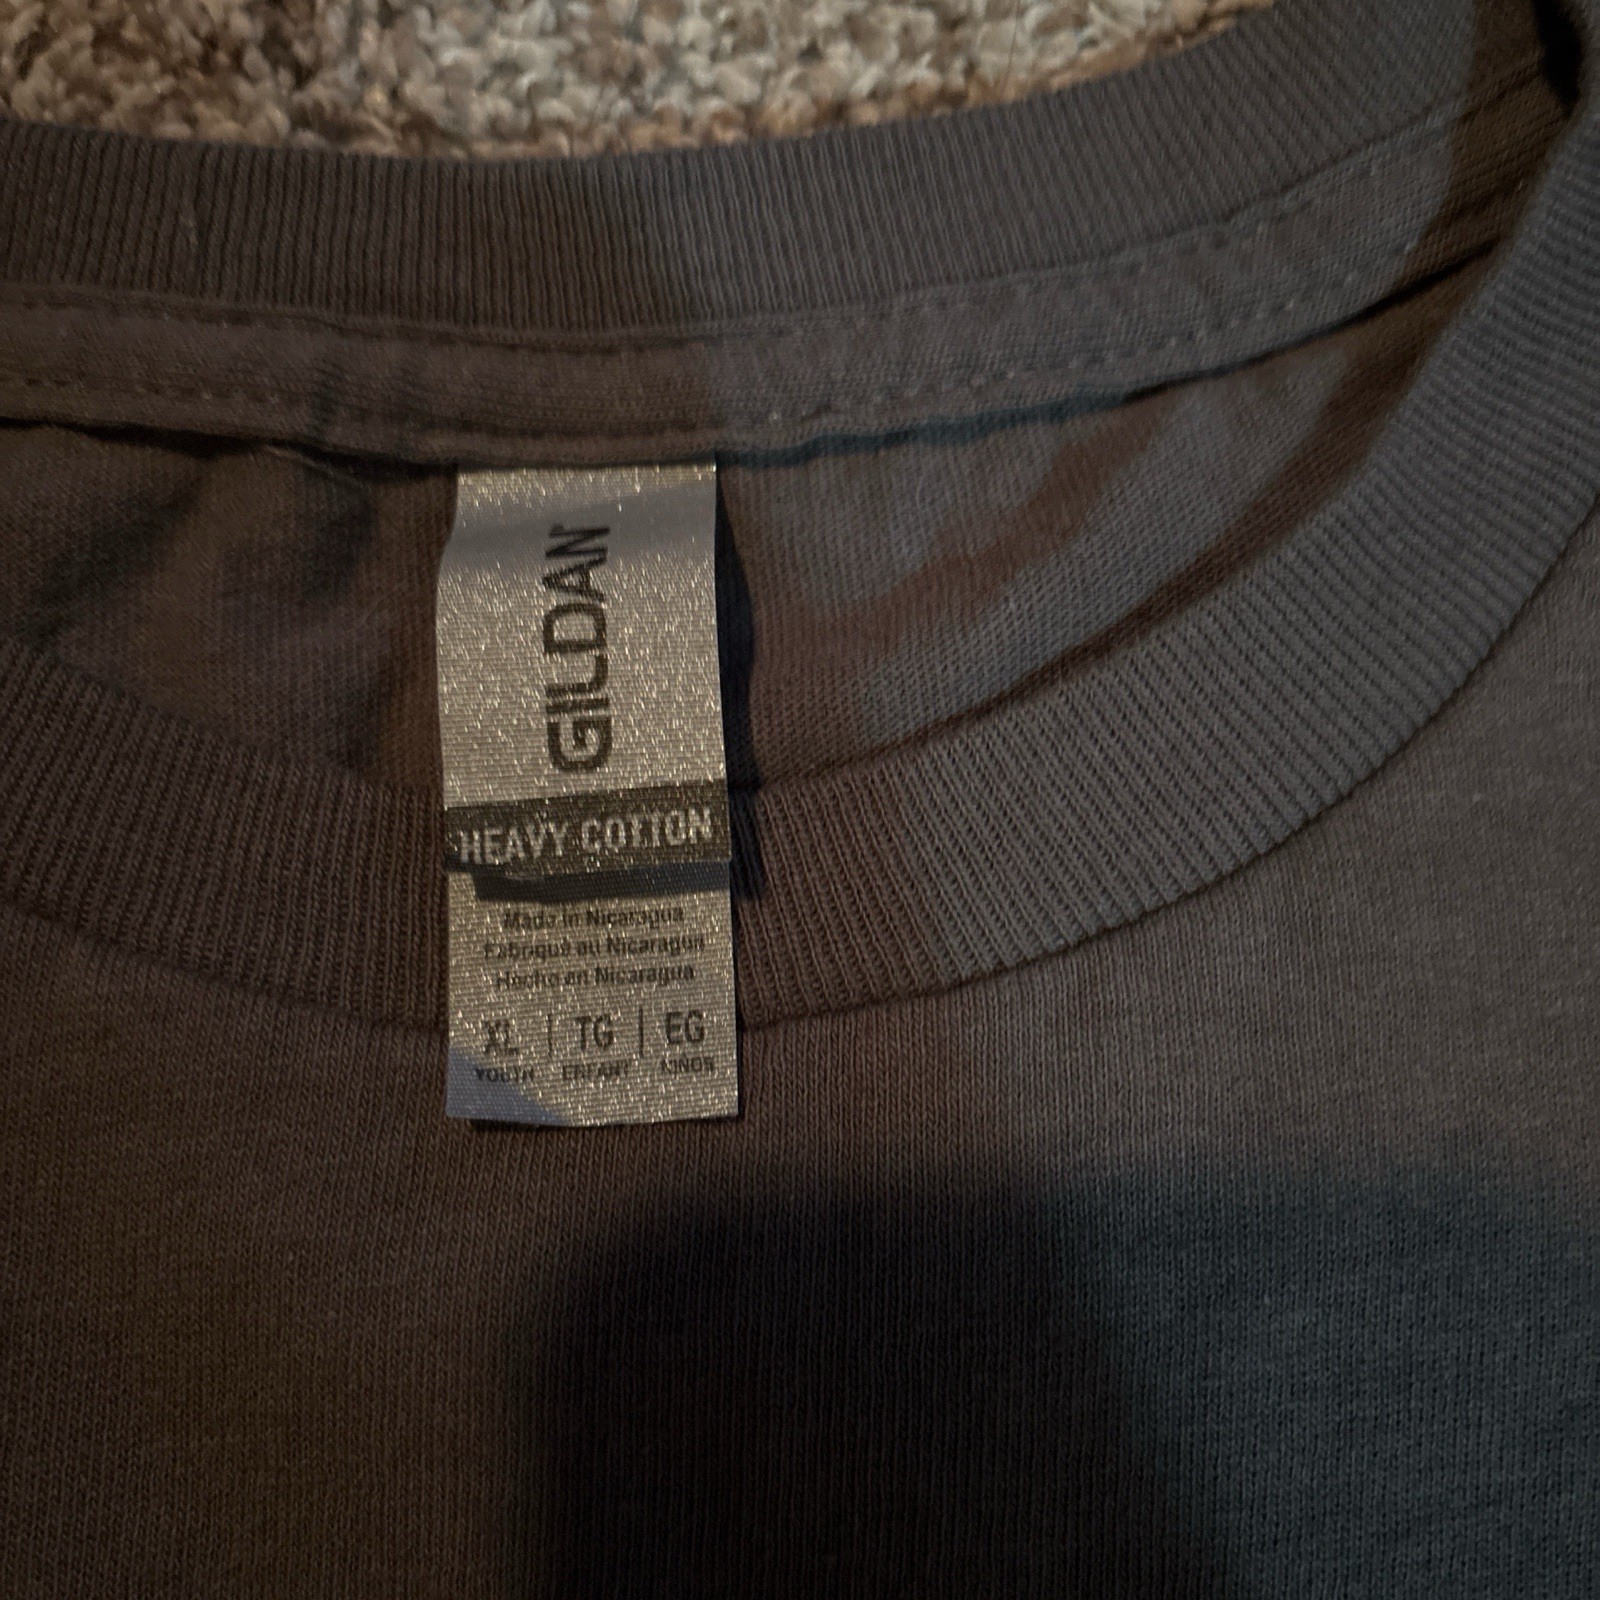 GILDAN
HEAVY COTTON
Made in Nicaragua
Fabriqué au Nicaragua
Hecho en Nicaragua
XL | TG | EG
YOUTH ENFANT NIÑOS